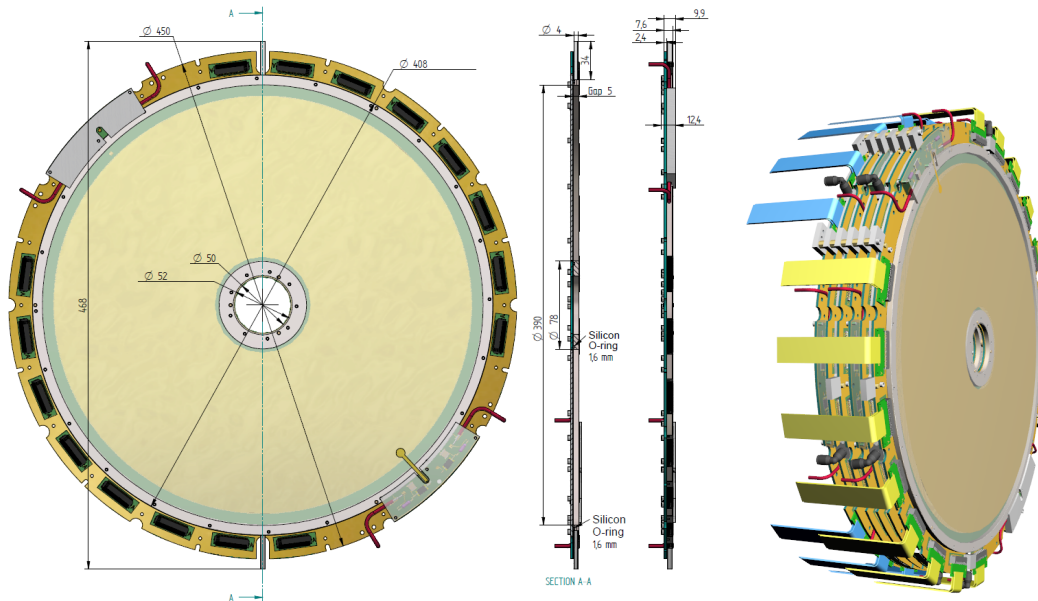 A
Ø 450
Ø 408
Ø 50
Ø 52
468
A
Ø 4
34
Gap 5
Ø 390
Ø 78
Silicon
O-ring
1,6 mm
Silicon
O-ring
1,6 mm
SECTION A-A
9,9
7,6
2,4
12,4